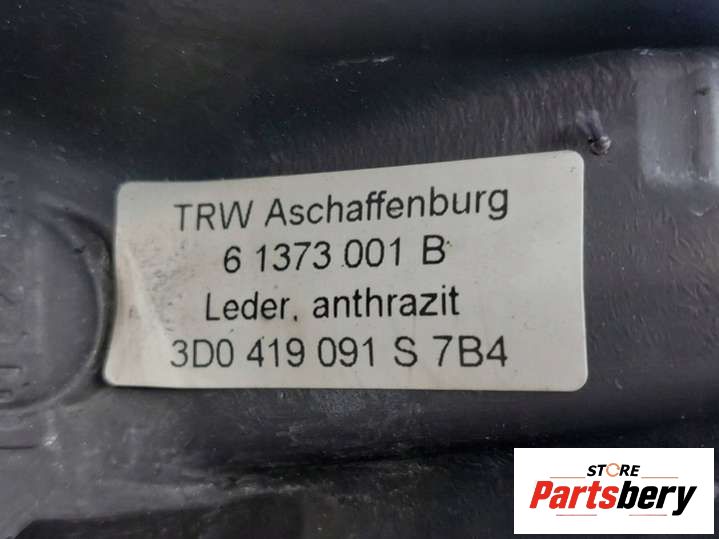 TRW Aschaffenburg
6 1373 001 B
Leder, anthrazit
3D0 419 091 S 7B4
STORE
Partsbery